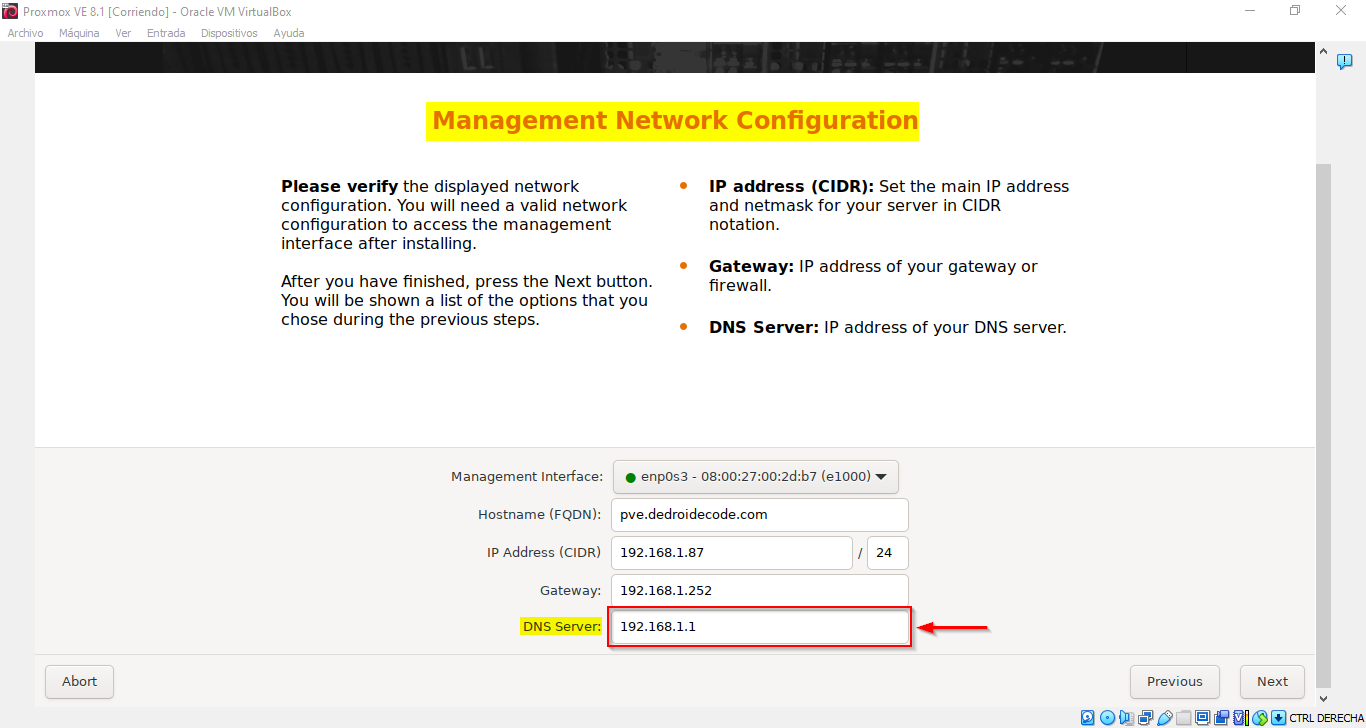 Proxmox VE 8.1 [Corriendo] - Oracle VM VirtualBox
Archivo Máquina Ver Entrada Dispositivos Ayuda
Management Network Configuration
Please verify the displayed network
configuration. You will need a valid network
configuration to access the management
interface after installing.
After you have finished, press the Next button.
You will be shown a list of the options that you
chose during the previous steps.
IP address (CIDR): Set the main IP address
and netmask for your server in CIDR
notation.
Gateway: IP address of your gateway or
firewall.
DNS Server: IP address of your DNS server.
Management Interface: enp0s3 - 08:00:27:00:2d:b7 (e1000)
Hostname (FQDN): pve.dedroidecode.com
IP Address (CIDR) 192.168.1.87 / 24
Gateway: 192.168.1.252
DNS Server: 192.168.1.1
Abort Previous Next
CTRL DERECHA